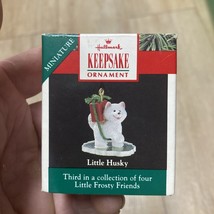 MINIATURE
Hallmark
KEEPSAKE
ORNAMENT
Little Husky
Third in a collection of four
Little Frosty Friends